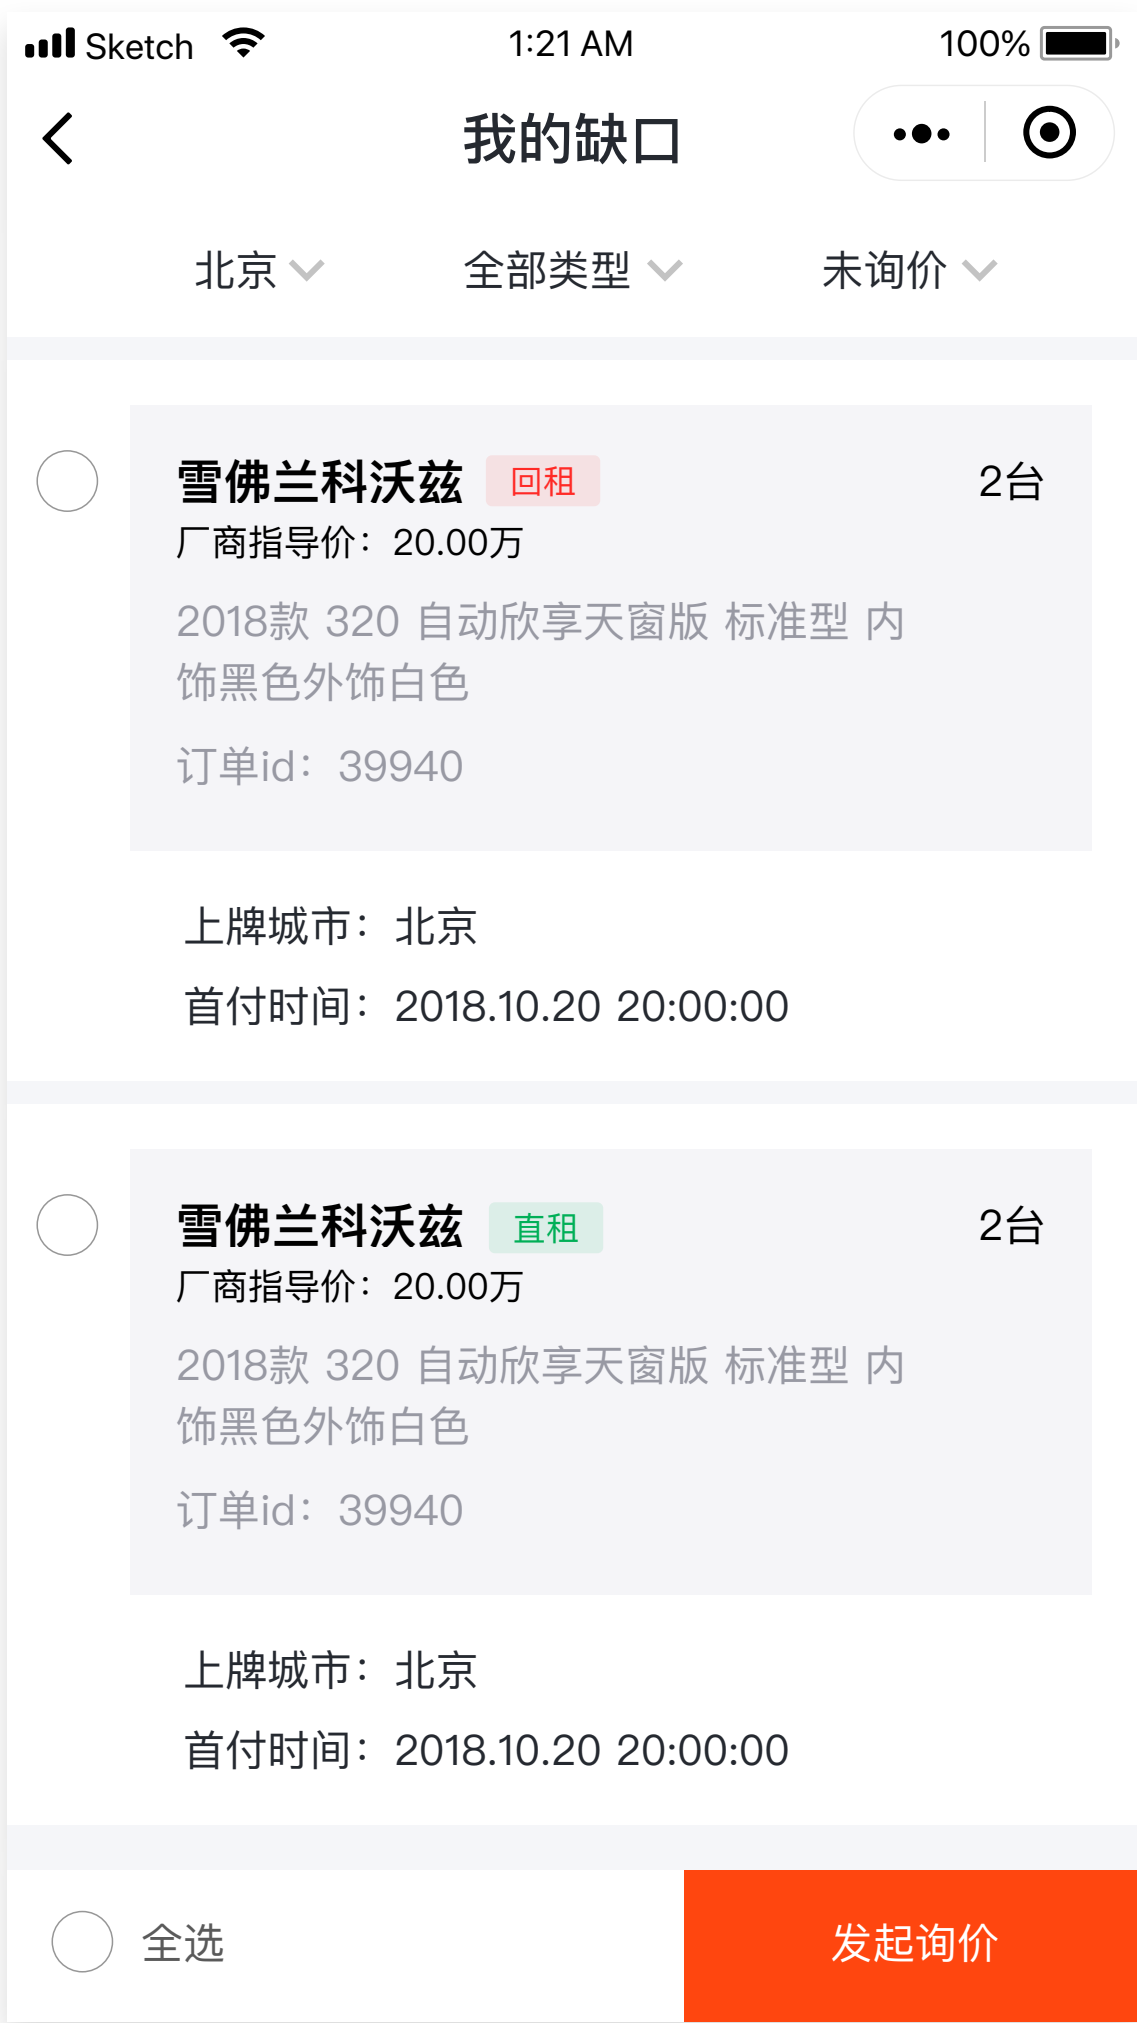 Sketch 1:21 AM 100%
我的缺口
北京 全部类型 未询价
雪佛兰科沃兹 回租 2台
厂商指导价：20.00万
2018款 320 自动欣享天窗版 标准型 内
饰黑色外饰白色
订单id：39940
上牌城市：北京
首付时间：2018.10.20 20:00:00
雪佛兰科沃兹 直租 2台
厂商指导价：20.00万
2018款 320 自动欣享天窗版 标准型 内
饰黑色外饰白色
订单id：39940
上牌城市：北京
首付时间：2018.10.20 20:00:00
全选 发起询价